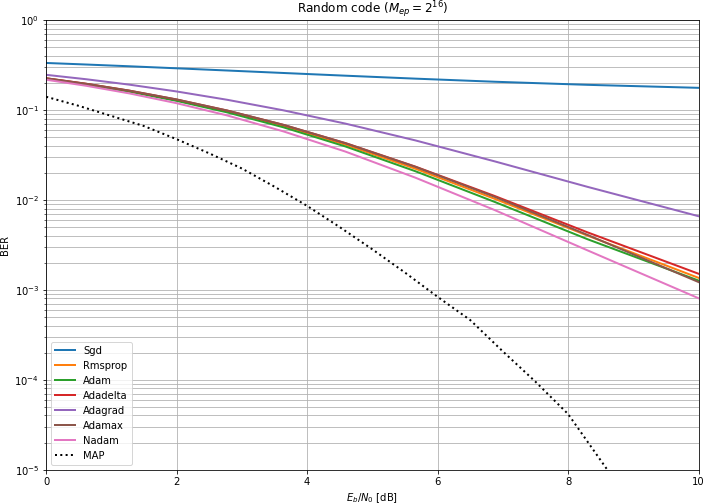 Random code (M_ep = 2^16)
10^0
10^-1
10^-2
10^-3
10^-4
10^-5
BER
Sgd
Rmsprop
Adam
Adadelta
Adagrad
Adamax
Nadam
MAP
0 2 4 6 8 10
E_b/N_0 [dB]